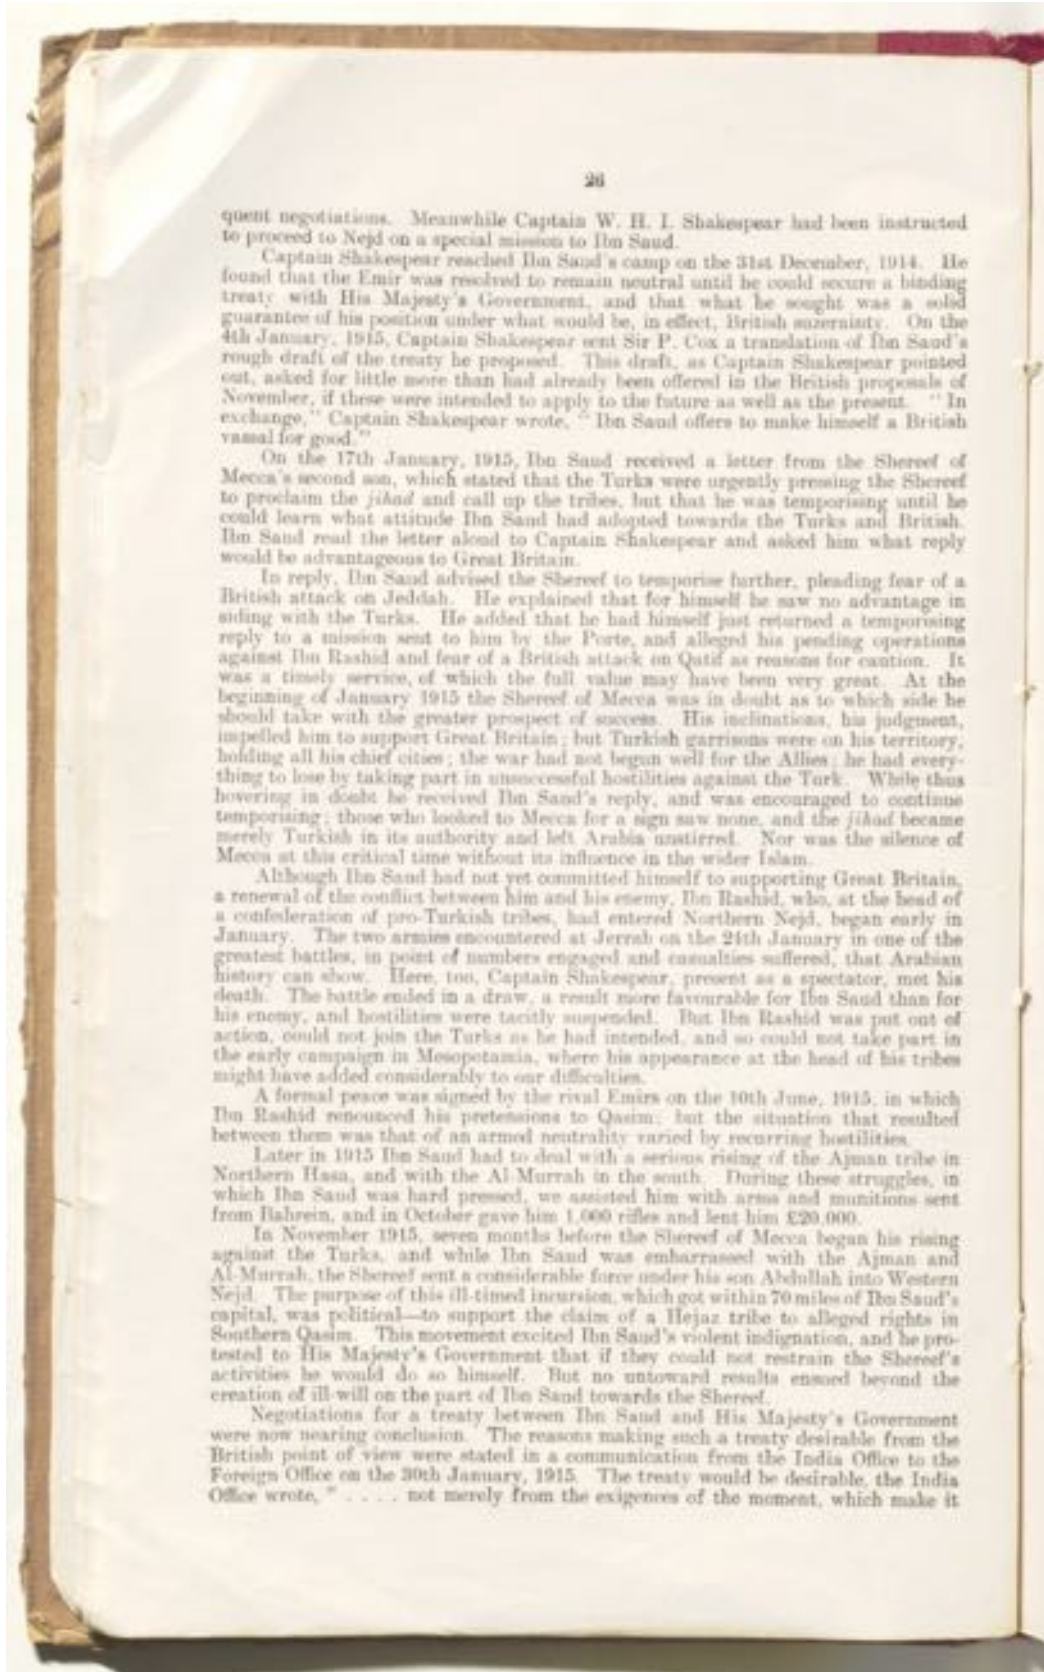 26
quent negotiations. Meanwhile Captain W. H. I. Shakespear had been instructed
to proceed to Nejd on a special mission to Ibn Saud.
Captain Shakespear reached Ibn Saud's camp on the 31st December, 1914. He
found that the Emir was resolved to remain neutral until he could secure a binding
treaty with His Majesty's Government, and that what he sought was a solid
guarantee of his position under what would be, in effect, British suzerainty. On the
4th January, 1915, Captain Shakespear sent Sir P. Cox a translation of Ibn Saud's
rough draft of the treaty he proposed. This draft, as Captain Shakespear pointed
out, asked for little more than had already been offered in the British proposals of
November, if these were intended to apply to the future as well as the present. "In
exchange," Captain Shakespear wrote, "Ibn Saud offers to make himself a British
vassal for good."
On the 17th January, 1915, Ibn Saud received a letter from the Shereef of
Mecca's second son, which stated that the Turks were urgently pressing the Shereef
to proclaim the jihad and call up the tribes, but that he was temporising until he
could learn what attitude Ibn Saud had adopted towards the Turks and British.
Ibn Saud read the letter aloud to Captain Shakespear and asked him what reply
would be advantageous to Great Britain.
In reply, Ibn Saud advised the Shereef to temporise further, pleading fear of a
British attack on Jeddah. He explained that for himself he saw no advantage in
siding with the Turks. He added that he had himself just returned a temporising
reply to a mission sent to him by the Porte, and alleged his pending operations
against Ibn Rashid and fear of a British attack on Qatif as reasons for caution. It
was a timely service, of which the full value may have been very great. At the
beginning of January 1915 the Shereef of Mecca was in doubt as to which side he
should take with the greater prospect of success. His inclinations, his judgment,
impelled him to support Great Britain; but Turkish garrisons were on his territory,
holding all his chief cities; the war had not begun well for the Allies; he had every-
thing to lose by taking part in unsuccessful hostilities against the Turk. While thus
hovering in doubt he received Ibn Saud's reply, and was encouraged to continue
temporising; those who looked to Mecca for a sign saw none, and the jihad became
merely Turkish in its authority and left Arabia unstirred. Nor was the silence of
Mecca at this critical time without its influence in the wider Islam.
Although Ibn Saud had not yet committed himself to supporting Great Britain,
a renewal of the conflict between him and his enemy, Ibn Rashid, who, at the head of
a confederation of pro-Turkish tribes, had entered Northern Nejd, began early in
January. The two armies encountered at Jerrab on the 24th January in one of the
greatest battles, in point of numbers engaged and casualties suffered, that Arabian
history can show. Here, too, Captain Shakespear, present as a spectator, met his
death. The battle ended in a draw, a result more favourable for Ibn Saud than for
his enemy, and hostilities were tacitly suspended. But Ibn Rashid was put out of
action, could not join the Turks as he had intended, and so could not take part in
the early campaign in Mesopotamia, where his appearance at the head of his tribes
might have added considerably to our difficulties.
A formal peace was signed by the rival Emirs on the 10th June, 1915, in which
Ibn Rashid renounced his pretensions to Qasim; but the situation that resulted
between them was that of an armed neutrality varied by recurring hostilities.
Later in 1915 Ibn Saud had to deal with a serious rising of the Ajman tribe in
Northern Hasa, and with the Al-Murrah in the south. During these struggles, in
which Ibn Saud was hard pressed, we assisted him with arms and munitions sent
from Bahrein, and in October gave him 1,000 rifles and lent him £20,000.
In November 1915, seven months before the Shereef of Mecca began his rising
against the Turks, and while Ibn Saud was embarrassed with the Ajman and
Al-Murrah, the Shereef sent a considerable force under his son Abdullah into Western
Nejd. The purpose of this ill-timed incursion, which got within 70 miles of Ibn Saud's
capital, was political—to support the claim of a Hejaz tribe to alleged rights in
Southern Qasim. This movement excited Ibn Saud's violent indignation, and he pro-
tested to His Majesty's Government that if they could not restrain the Shereef's
activities he would do so himself. But no untoward results ensued beyond the
creation of ill-will on the part of Ibn Saud towards the Shereef.
Negotiations for a treaty between Ibn Saud and His Majesty's Government
were now nearing conclusion. The reasons making such a treaty desirable from the
British point of view were stated in a communication from the India Office to the
Foreign Office on the 30th January, 1915. The treaty would be desirable, the India
Office wrote, " . . . . not merely from the exigences of the moment, which make it